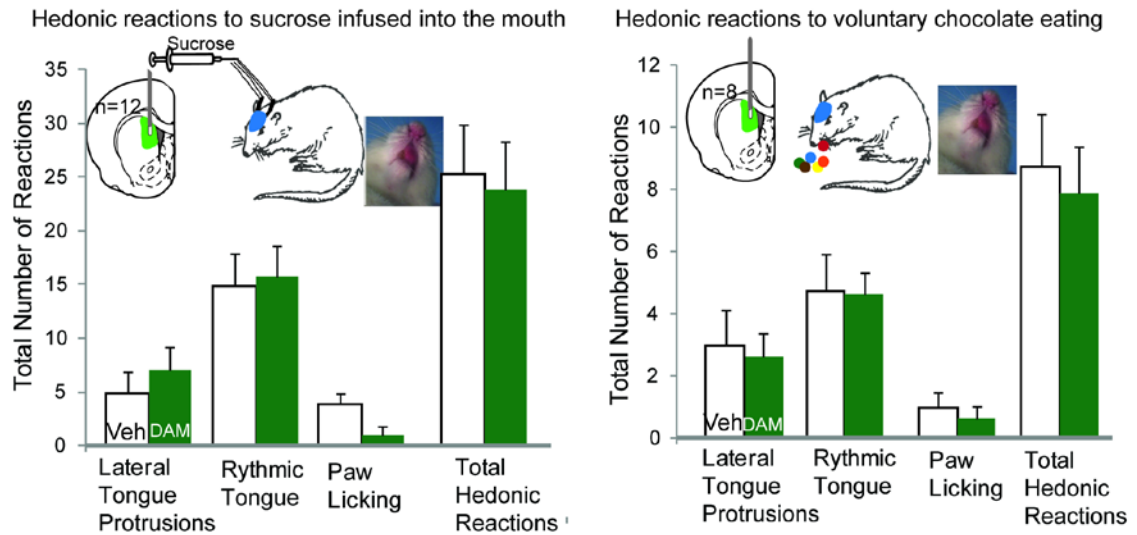 Hedonic reactions to sucrose infused into the mouth
Sucrose
n=12
Total Number of Reactions
35
30
25
20
15
10
5
0
Veh
DAM
Lateral
Tongue
Protrusions
Rythmic
Tongue
Paw
Licking
Total
Hedonic
Reactions
Hedonic reactions to voluntary chocolate eating
n=8
Total Number of Reactions
12
10
8
6
4
2
0
Veh
DAM
Lateral
Tongue
Protrusions
Rythmic
Tongue
Paw
Licking
Total
Hedonic
Reactions